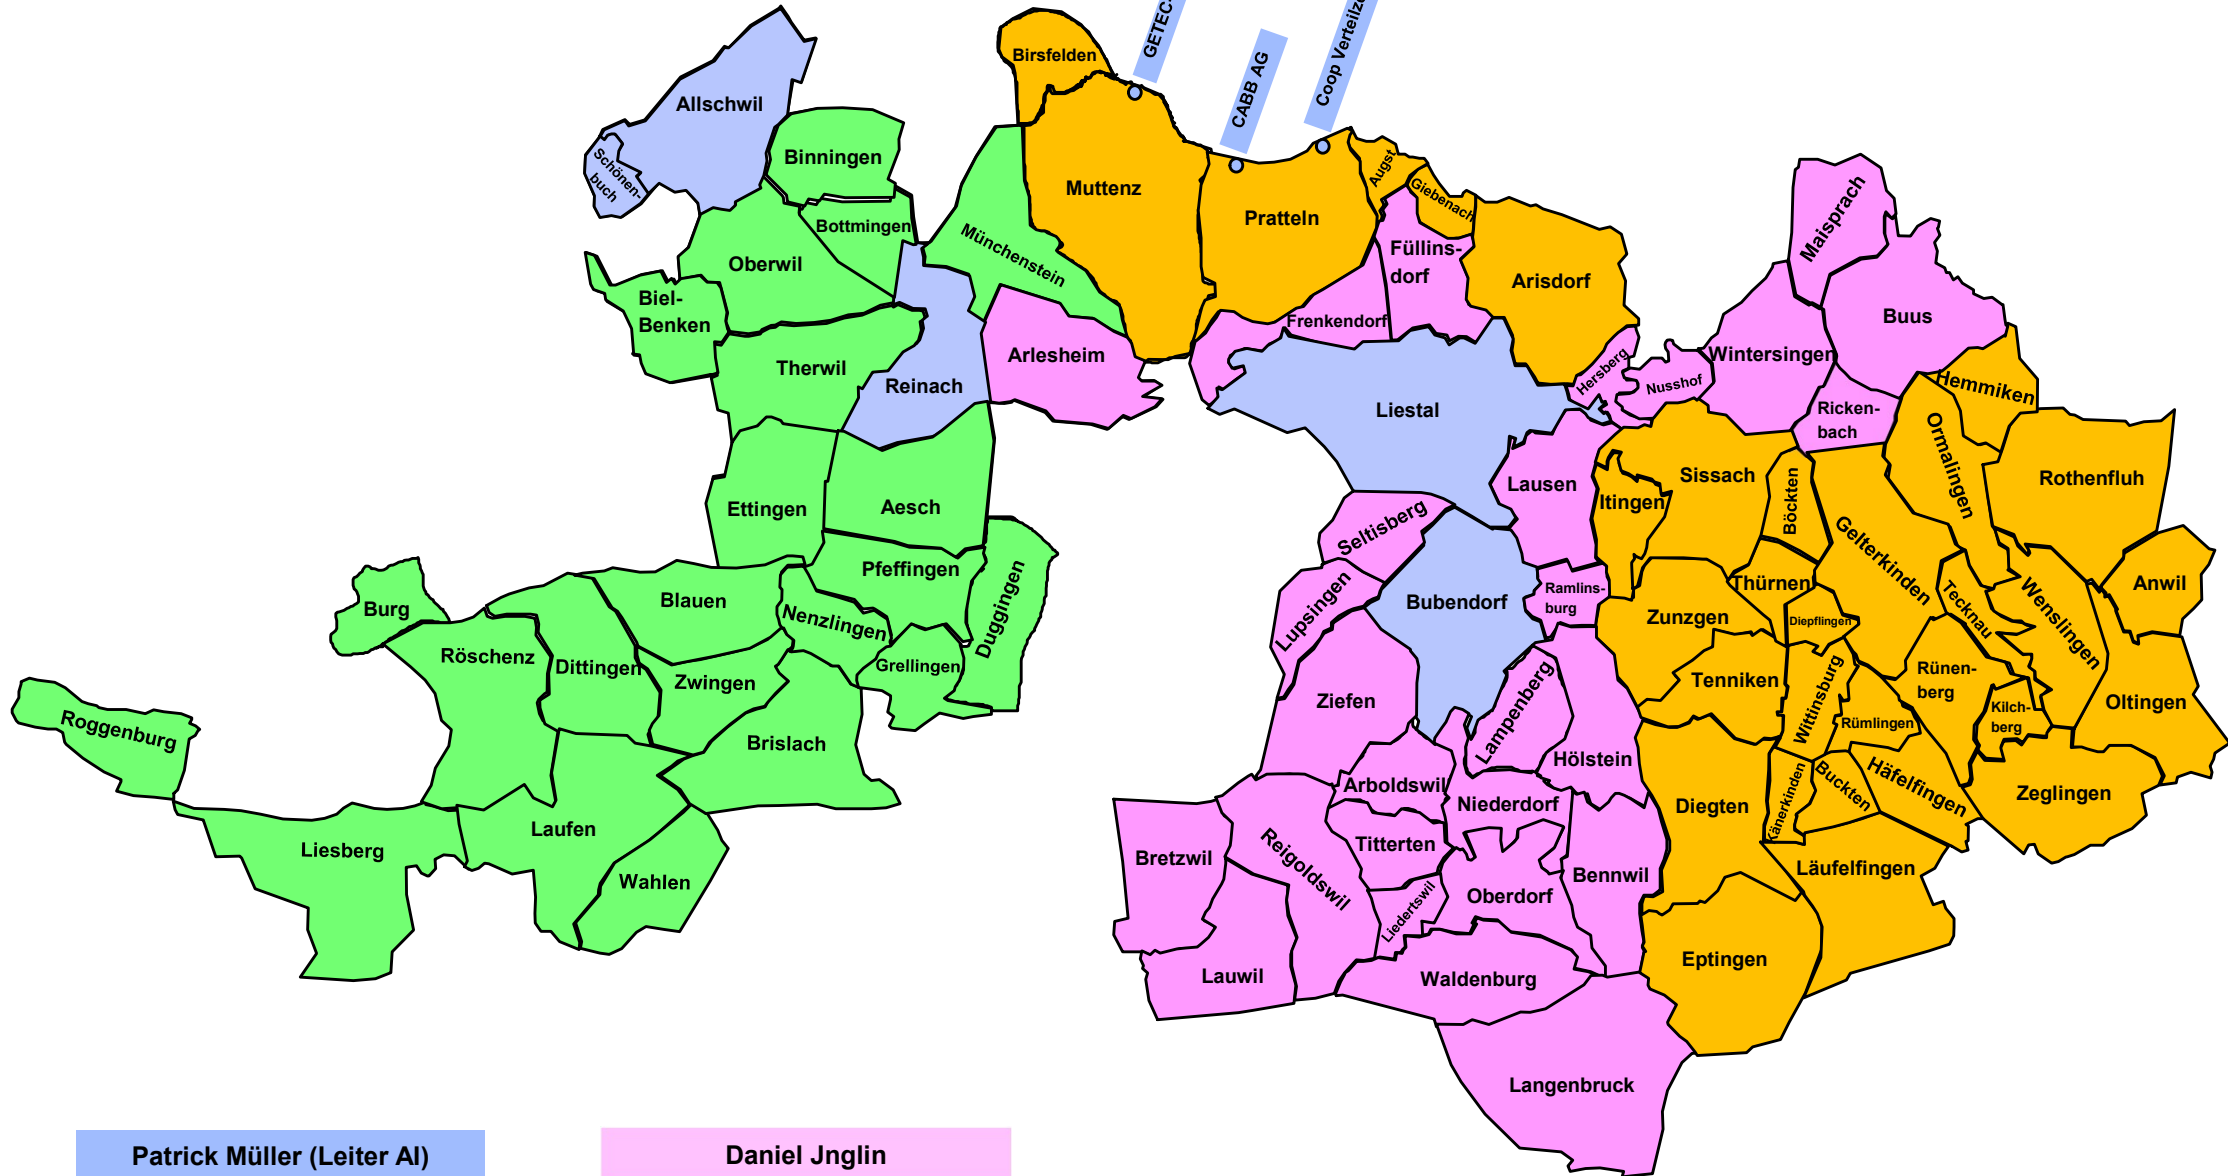 GETEC-
CABB AG
Coop Verteilze
Birsfelden
Allschwil
Schönen-
buch
Binningen
Bottmingen
Muttenz
Pratteln
Augst
Giebenach
Münchenstein
Oberwil
Biel-
Benken
Füllins-
dorf
Arisdorf
Maisprach
Buus
Frenkendorf
Arlesheim
Therwil
Reinach
Hersberg
Nusshof
Wintersingen
Hemmiken
Ricken-
bach
Liestal
Ormalingen
Rothenfluh
Sissach
Böckten
Lausen
Itingen
Ettingen
Aesch
Seltisberg
Gelterkinden
Pfeffingen
Duggingen
Blauen
Nenzlingen
Burg
Bubendorf
Ramlins-
burg
Lupsingen
Thürnen
Zunzgen
Diepflingen
Tecknau
Wenslingen
Anwil
Röschenz
Dittingen
Zwingen
Grellingen
Ziefen
Lampenberg
Tenniken
Wittinsburg
Rünen-
berg
Kilch-
berg
Oltingen
Rümlingen
Roggenburg
Brislach
Hölstein
Arboldswil
Niederdorf
Diegten
Känerkinden
Buckten
Häfelfingen
Zeglingen
Laufen
Liesberg
Wahlen
Bretzwil
Reigoldswil
Titterten
Liedertswil
Oberdorf
Bennwil
Läufelfingen
Lauwil
Waldenburg
Eptingen
Langenbruck
Patrick Müller (Leiter AI)
Daniel Jnglin